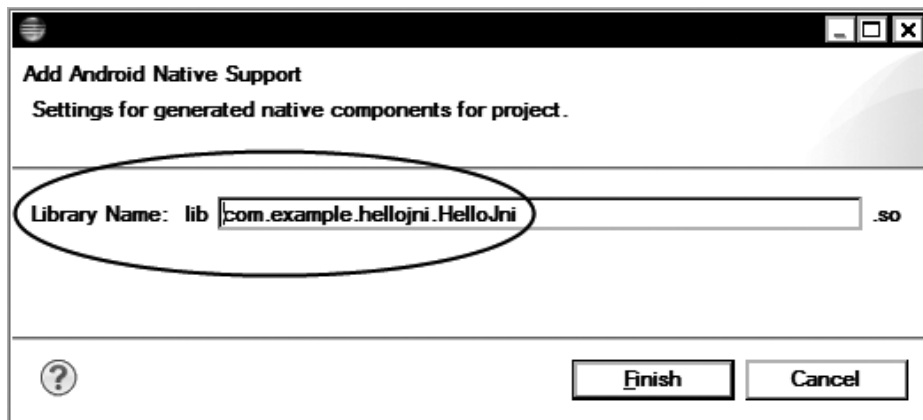 Add Android Native Support
Settings for generated native components for project.
Library Name: lib com.example.hellojni.HelloJni .so
? Finish Cancel